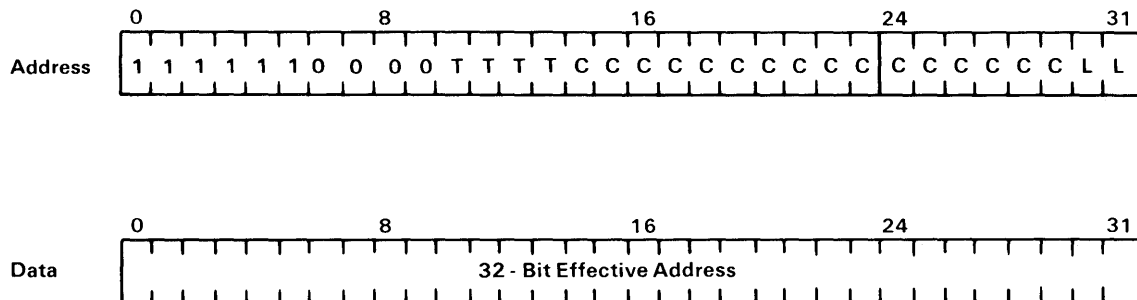 0 8 16 24 31
Address 1 1 1 1 1 1 0 0 0 0 T T T T C C C C C C C C C C C C C C C C L L
0 8 16 24 31
Data 32 - Bit Effective Address